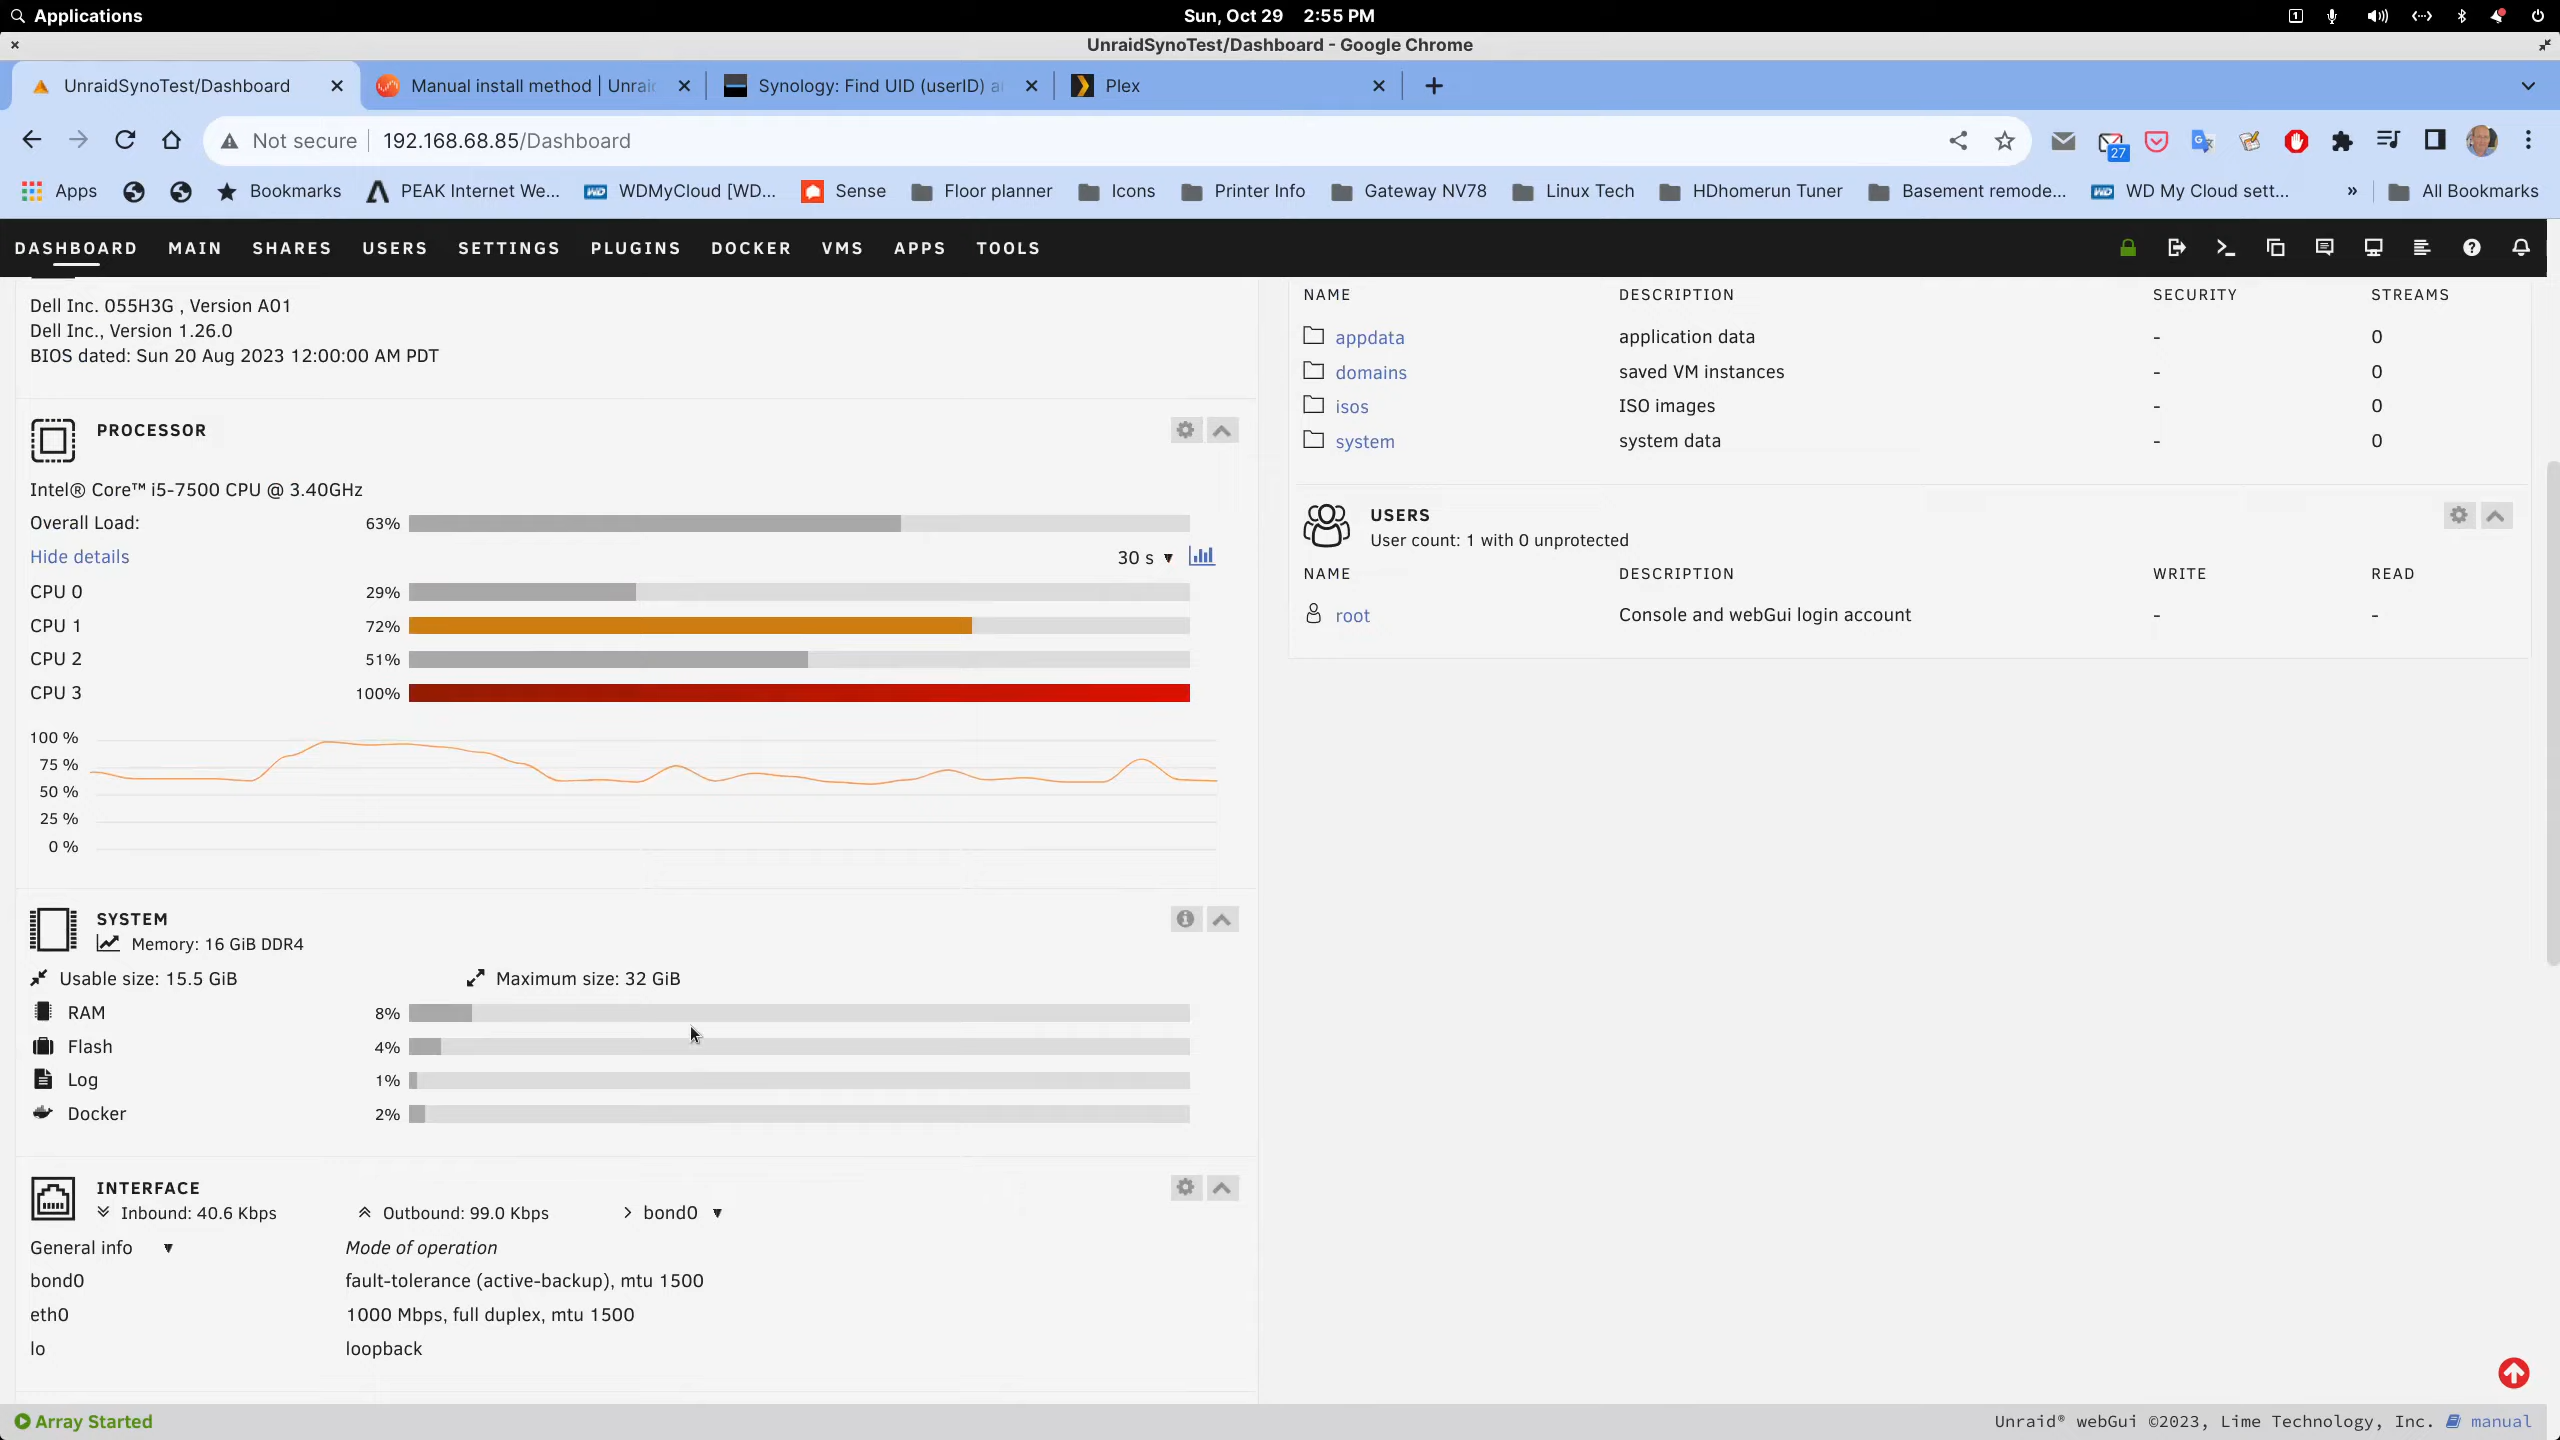 Applications
Sun, Oct 29 2:55 PM
1
UnraidSynoTest/Dashboard - Google Chrome
UnraidSynoTest/Dashboard
Manual install method | Unrai
Synology: Find UID (userID) a
Plex
Not secure
192.168.68.85/Dashboard
27
Apps
Bookmarks
PEAK Internet We...
WDMyCloud [WD...
Sense
Floor planner
Icons
Printer Info
Gateway NV78
Linux Tech
HDhomerun Tuner
Basement remode...
WD My Cloud sett...
»
All Bookmarks
DASHBOARD MAIN SHARES USERS SETTINGS PLUGINS DOCKER VMS APPS TOOLS
Dell Inc. 055H3G , Version A01
Dell Inc., Version 1.26.0
BIOS dated: Sun 20 Aug 2023 12:00:00 AM PDT
PROCESSOR
Intel® Core™ i5-7500 CPU @ 3.40GHz
Overall Load: 63%
Hide details 30 s
CPU 0 29%
CPU 1 72%
CPU 2 51%
CPU 3 100%
100 %
75 %
50 %
25 %
0 %
SYSTEM
Memory: 16 GiB DDR4
Usable size: 15.5 GiB Maximum size: 32 GiB
RAM 8%
Flash 4%
Log 1%
Docker 2%
INTERFACE
Inbound: 40.6 Kbps Outbound: 99.0 Kbps bond0
General info Mode of operation
bond0 fault-tolerance (active-backup), mtu 1500
eth0 1000 Mbps, full duplex, mtu 1500
lo loopback
NAME DESCRIPTION SECURITY STREAMS
appdata application data - 0
domains saved VM instances - 0
isos ISO images - 0
system system data - 0
USERS
User count: 1 with 0 unprotected
NAME DESCRIPTION WRITE READ
root Console and webGui login account - -
Array Started
Unraid® webGui ©2023, Lime Technology, Inc. manual